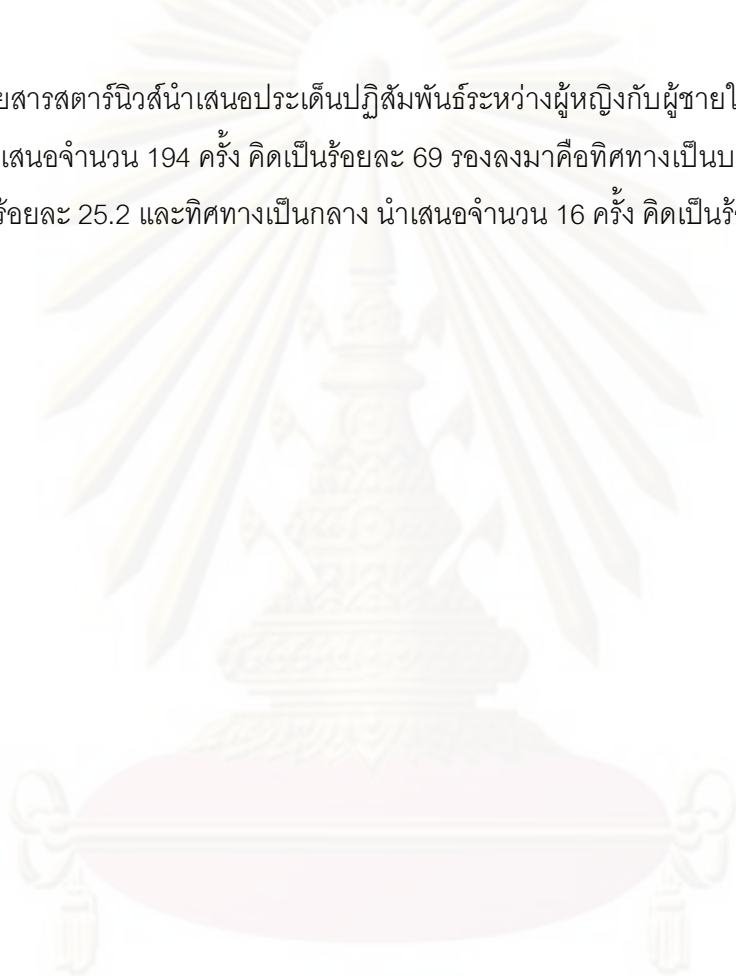 ยสารสตาร์นิวส์นำเสนอประเด็นปฏิสัมพันธ์ระหว่างผู้หญิงกับผู้ชายใ
เสนอจำนวน 194 ครั้ง คิดเป็นร้อยละ 69 รองลงมาคือทิศทางเป็นบ
ร้อยละ 25.2 และทิศทางเป็นกลาง นำเสนอจำนวน 16 ครั้ง คิดเป็นร้